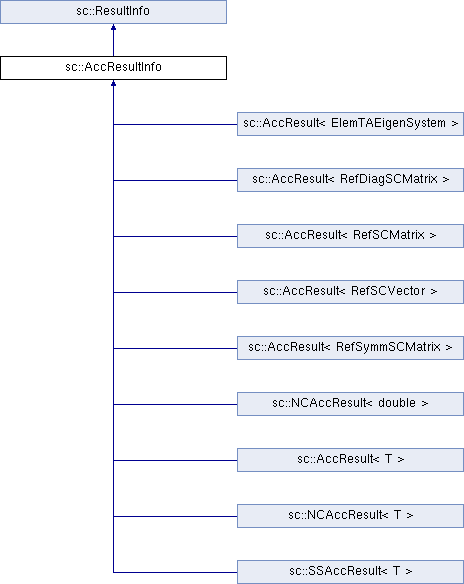 sc::ResultInfo
sc::AccResultInfo
sc::AccResult< ElemTAEigenSystem >
sc::AccResult< RefDiagSCMatrix >
sc::AccResult< RefSCMatrix >
sc::AccResult< RefSCVector >
sc::AccResult< RefSymmSCMatrix >
sc::NCAccResult< double >
sc::AccResult< T >
sc::NCAccResult< T >
sc::SSAccResult< T >